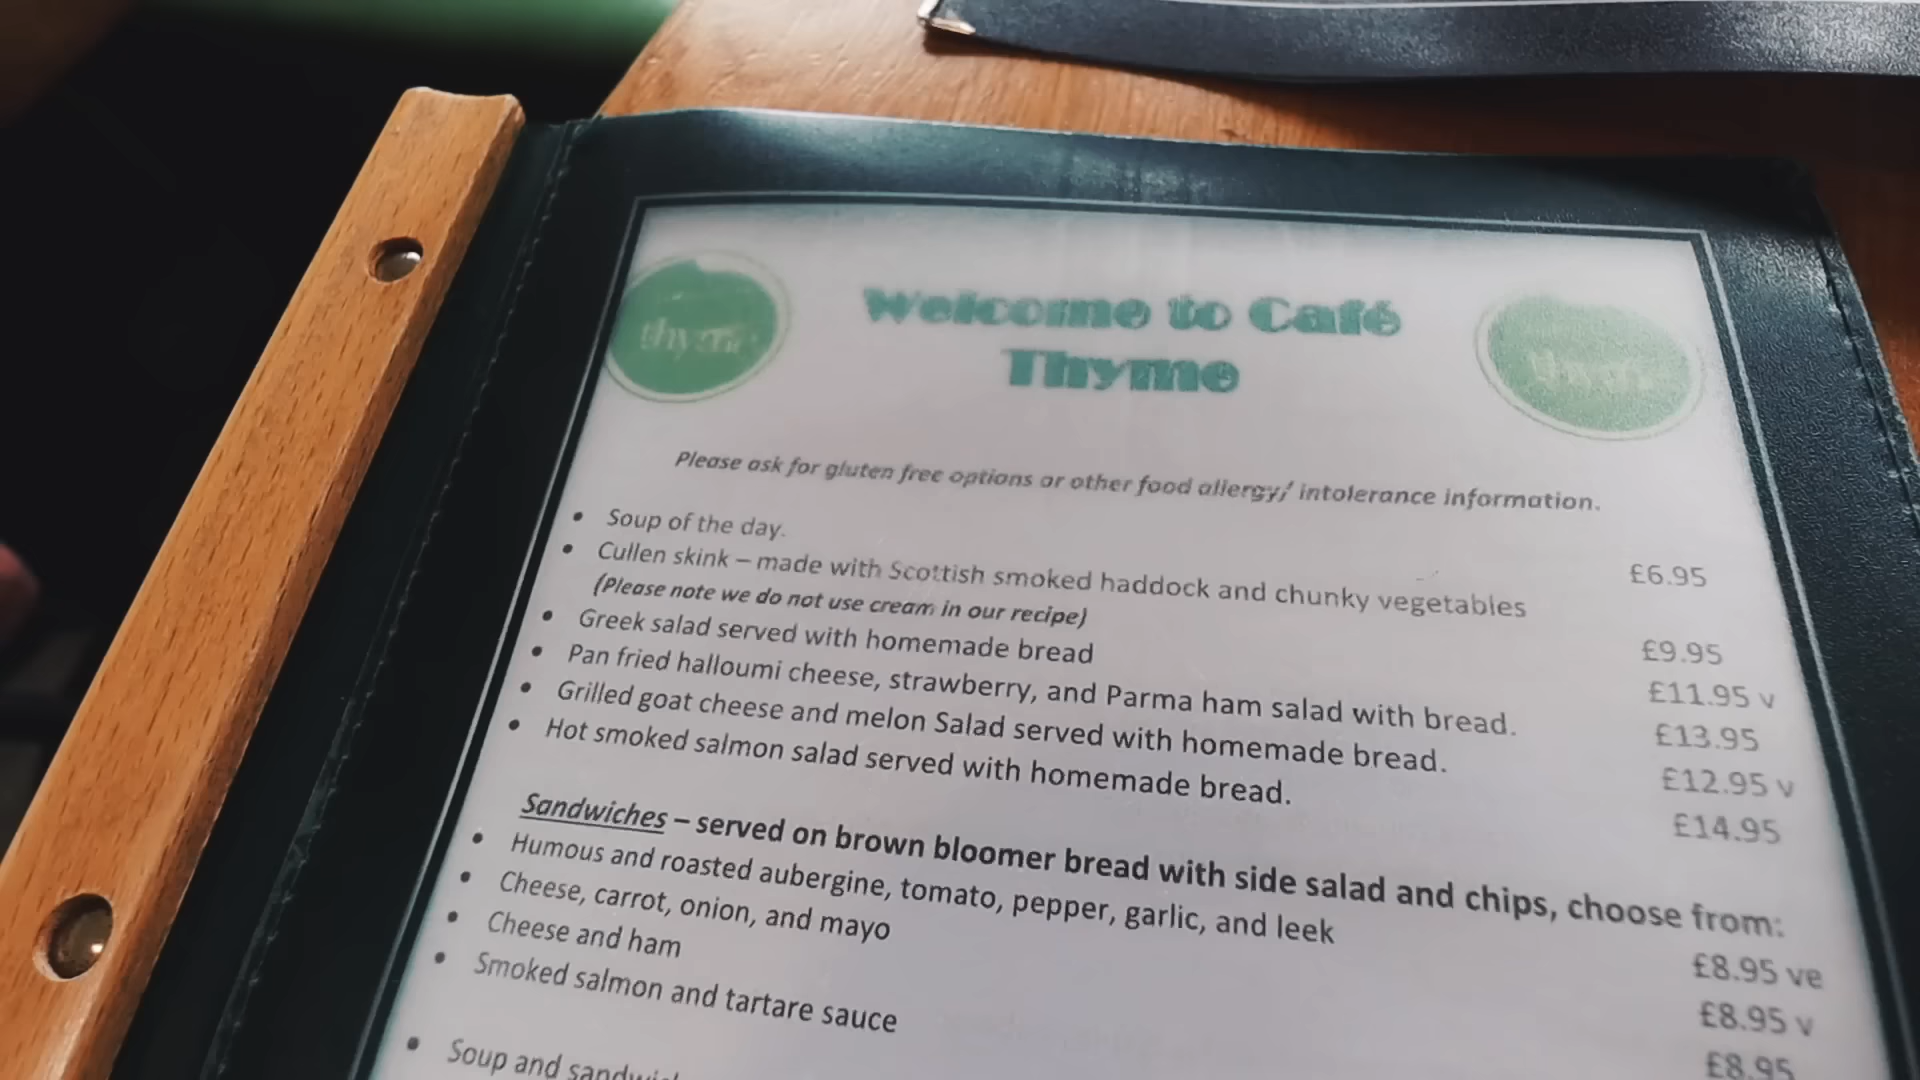 thyme
Welcome to Café
Thyme
Please ask for gluten free options or other food allergy/ intolerance information.
Soup of the day. £6.95
Cullen skink – made with Scottish smoked haddock and chunky vegetables
(Please note we do not use cream in our recipe) £9.95
Greek salad served with homemade bread £11.95 v
Pan fried halloumi cheese, strawberry, and Parma ham salad with bread. £13.95
Grilled goat cheese and melon Salad served with homemade bread. £12.95 v
Hot smoked salmon salad served with homemade bread. £14.95
Sandwiches – served on brown bloomer bread with side salad and chips, choose from:
Humous and roasted aubergine, tomato, pepper, garlic, and leek £8.95 ve
Cheese, carrot, onion, and mayo £8.95 v
Cheese and ham £8.95
Smoked salmon and tartare sauce
Soup and